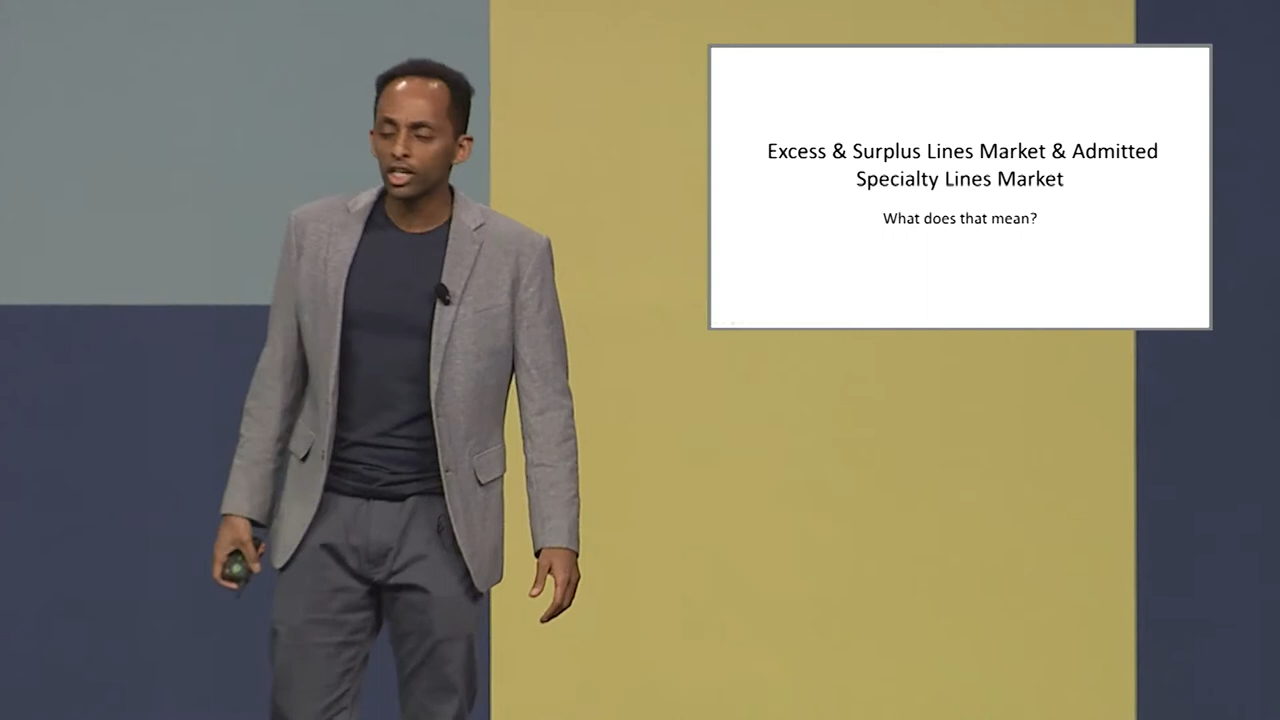 Excess & Surplus Lines Market & Admitted
Specialty Lines Market
What does that mean?